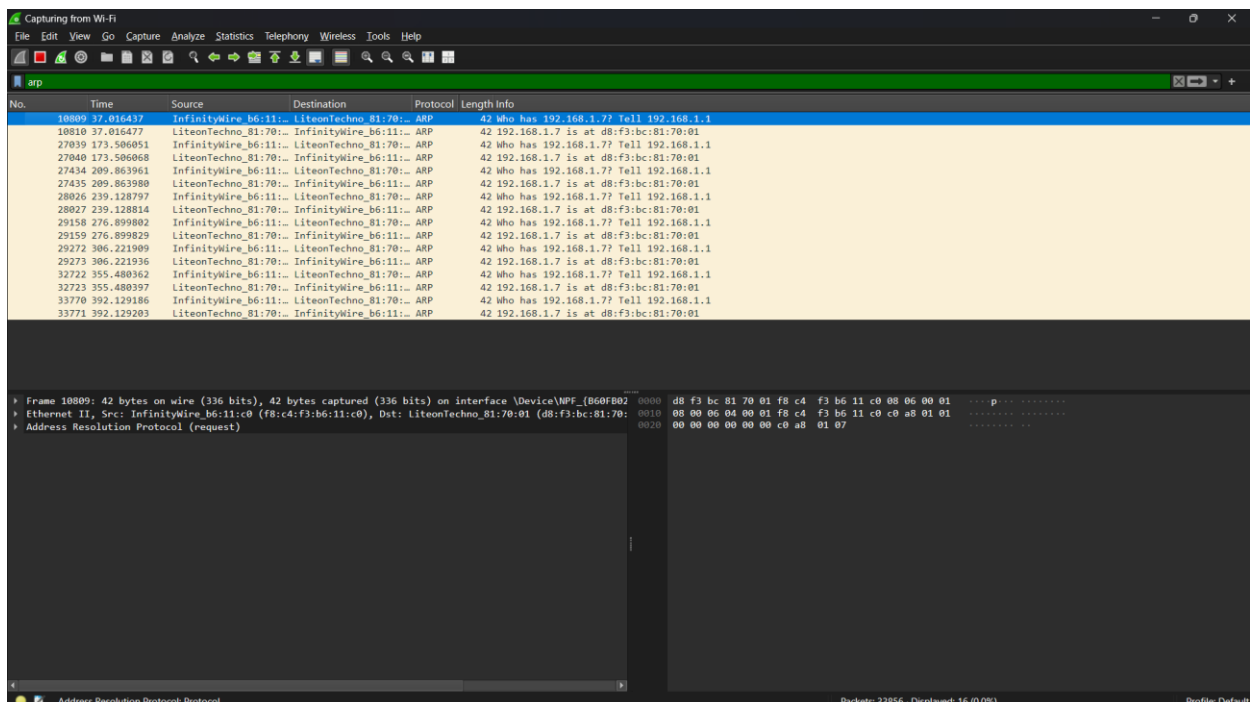 Capturing from Wi-Fi
File Edit View Go Capture Analyze Statistics Telephony Wireless Tools Help
arp
No. Time Source Destination Protocol Length Info
10809 37.016437 InfinityWire_b6:11:… LiteonTechno_81:70:… ARP 42 Who has 192.168.1.7? Tell 192.168.1.1
10810 37.016477 LiteonTechno_81:70:… InfinityWire_b6:11:… ARP 42 192.168.1.7 is at d8:f3:bc:81:70:01
27039 173.506051 InfinityWire_b6:11:… LiteonTechno_81:70:… ARP 42 Who has 192.168.1.7? Tell 192.168.1.1
27040 173.506068 LiteonTechno_81:70:… InfinityWire_b6:11:… ARP 42 192.168.1.7 is at d8:f3:bc:81:70:01
27434 209.863961 InfinityWire_b6:11:… LiteonTechno_81:70:… ARP 42 Who has 192.168.1.7? Tell 192.168.1.1
27435 209.863980 LiteonTechno_81:70:… InfinityWire_b6:11:… ARP 42 192.168.1.7 is at d8:f3:bc:81:70:01
28026 239.128797 InfinityWire_b6:11:… LiteonTechno_81:70:… ARP 42 Who has 192.168.1.7? Tell 192.168.1.1
28027 239.128814 LiteonTechno_81:70:… InfinityWire_b6:11:… ARP 42 192.168.1.7 is at d8:f3:bc:81:70:01
29158 276.899802 InfinityWire_b6:11:… LiteonTechno_81:70:… ARP 42 Who has 192.168.1.7? Tell 192.168.1.1
29159 276.899829 LiteonTechno_81:70:… InfinityWire_b6:11:… ARP 42 192.168.1.7 is at d8:f3:bc:81:70:01
29272 306.221909 InfinityWire_b6:11:… LiteonTechno_81:70:… ARP 42 Who has 192.168.1.7? Tell 192.168.1.1
29273 306.221936 LiteonTechno_81:70:… InfinityWire_b6:11:… ARP 42 192.168.1.7 is at d8:f3:bc:81:70:01
32722 355.480362 InfinityWire_b6:11:… LiteonTechno_81:70:… ARP 42 Who has 192.168.1.7? Tell 192.168.1.1
32723 355.480397 LiteonTechno_81:70:… InfinityWire_b6:11:… ARP 42 192.168.1.7 is at d8:f3:bc:81:70:01
33770 392.129186 InfinityWire_b6:11:… LiteonTechno_81:70:… ARP 42 Who has 192.168.1.7? Tell 192.168.1.1
33771 392.129203 LiteonTechno_81:70:… InfinityWire_b6:11:… ARP 42 192.168.1.7 is at d8:f3:bc:81:70:01
Frame 10809: 42 bytes on wire (336 bits), 42 bytes captured (336 bits) on interface \Device\NPF_{B60FB02
Ethernet II, Src: InfinityWire_b6:11:c0 (f8:c4:f3:b6:11:c0), Dst: LiteonTechno_81:70:01 (d8:f3:bc:81:70:
Address Resolution Protocol (request)
0000 d8 f3 bc 81 70 01 f8 c4 f3 b6 11 c0 08 06 00 01 ····p··· ········
0010 08 00 06 04 00 01 f8 c4 f3 b6 11 c0 c0 a8 01 01 ········ ········
0020 00 00 00 00 00 00 c0 a8 01 07 ········ ··
Address Resolution Protocol: Protocol
Packets: 33856 · Displayed: 16 (0.0%)
Profile: Default